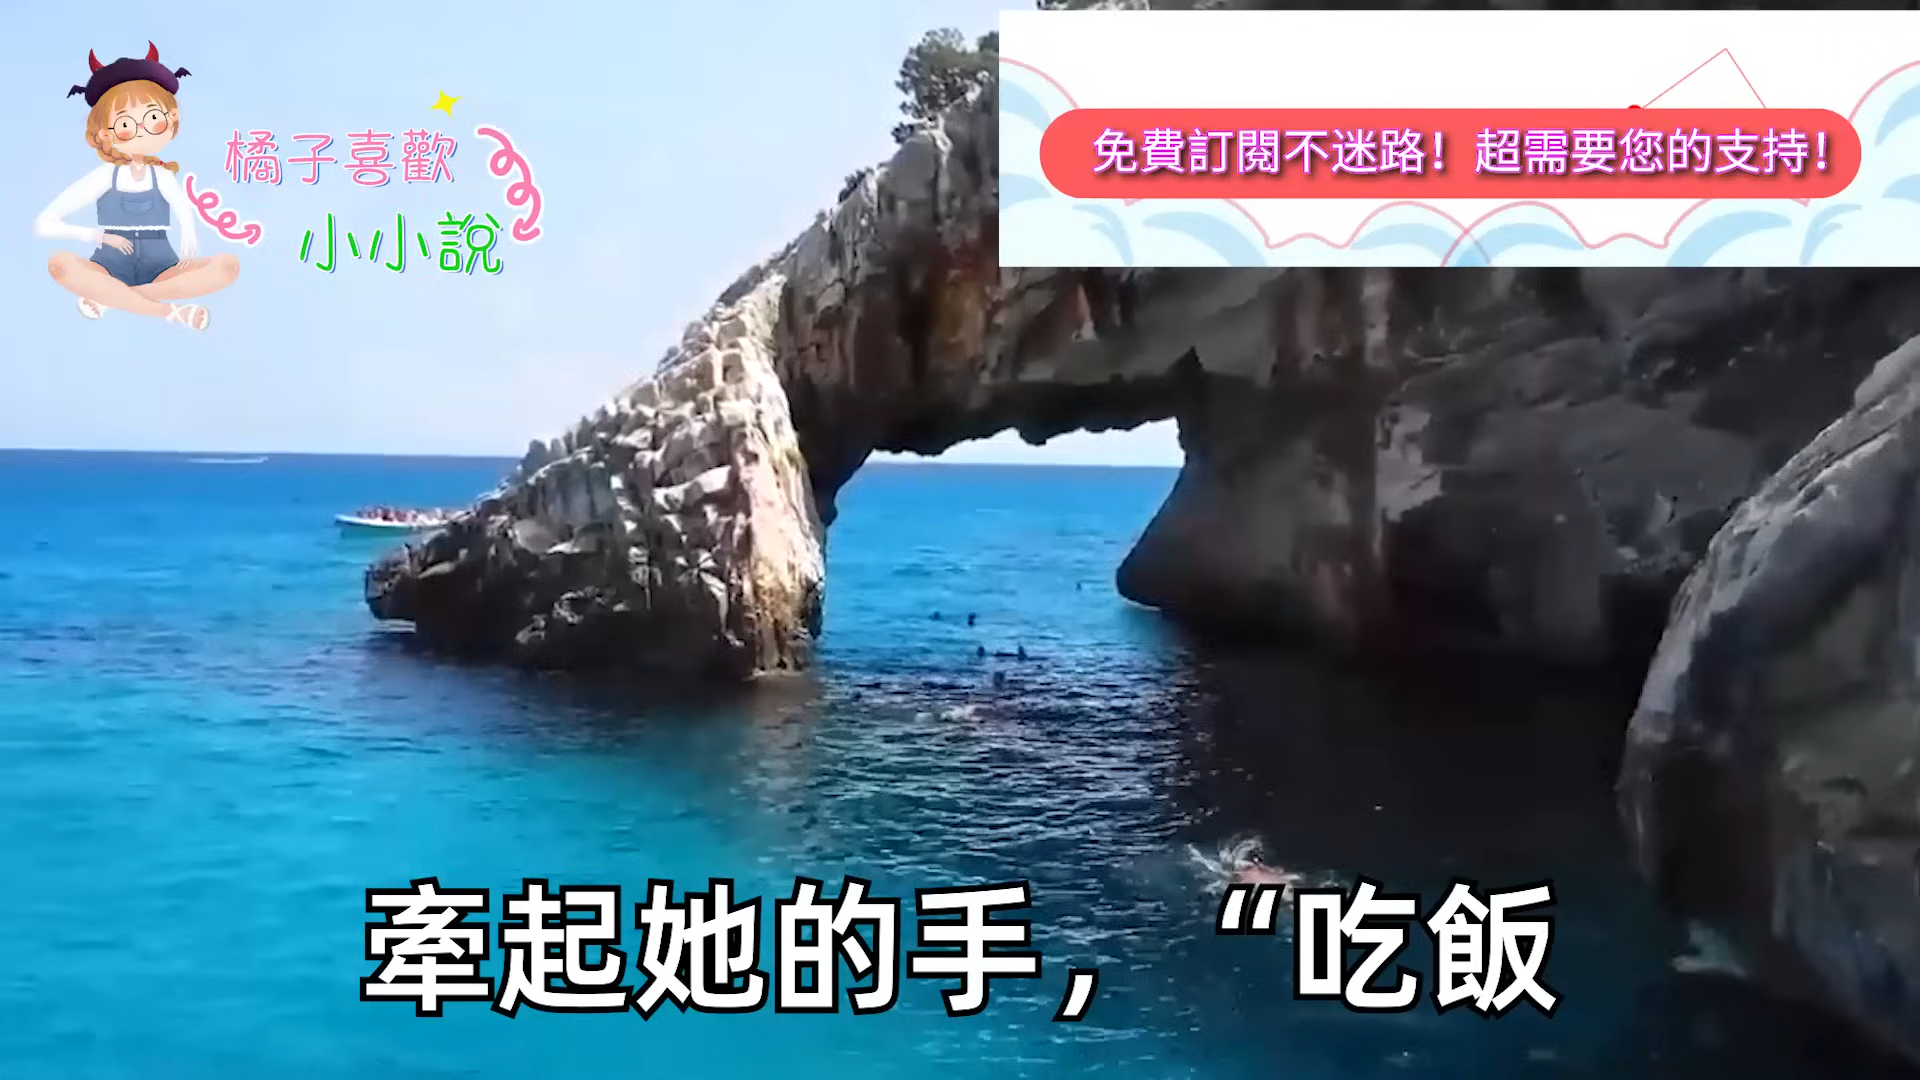 橘子喜歡
小小說
免費訂閱不迷路！超需要您的支持！
牽起她的手，“吃飯